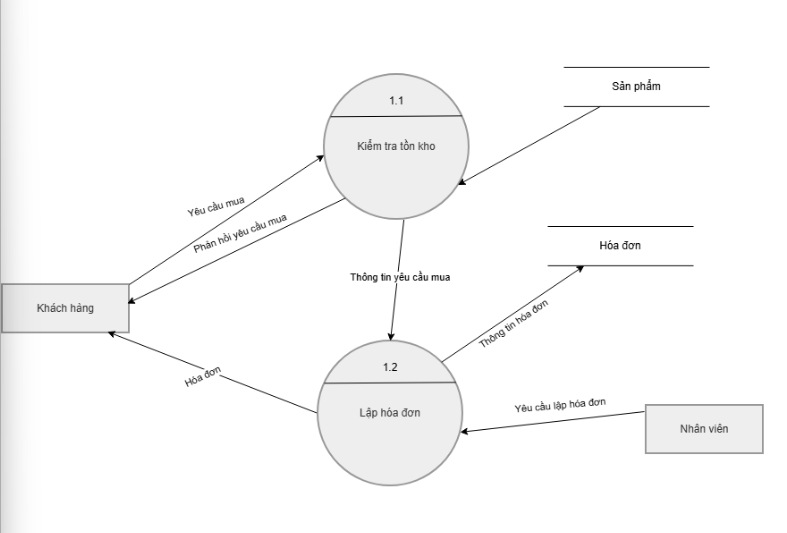 1.1
Sản phẩm
Kiểm tra tồn kho
Yêu cầu mua
Phản hồi yêu cầu mua
Hóa đơn
Thông tin yêu cầu mua
Khách hàng
Thông tin hóa đơn
1.2
Hóa đơn
Lập hóa đơn
Yêu cầu lập hóa đơn
Nhân viên